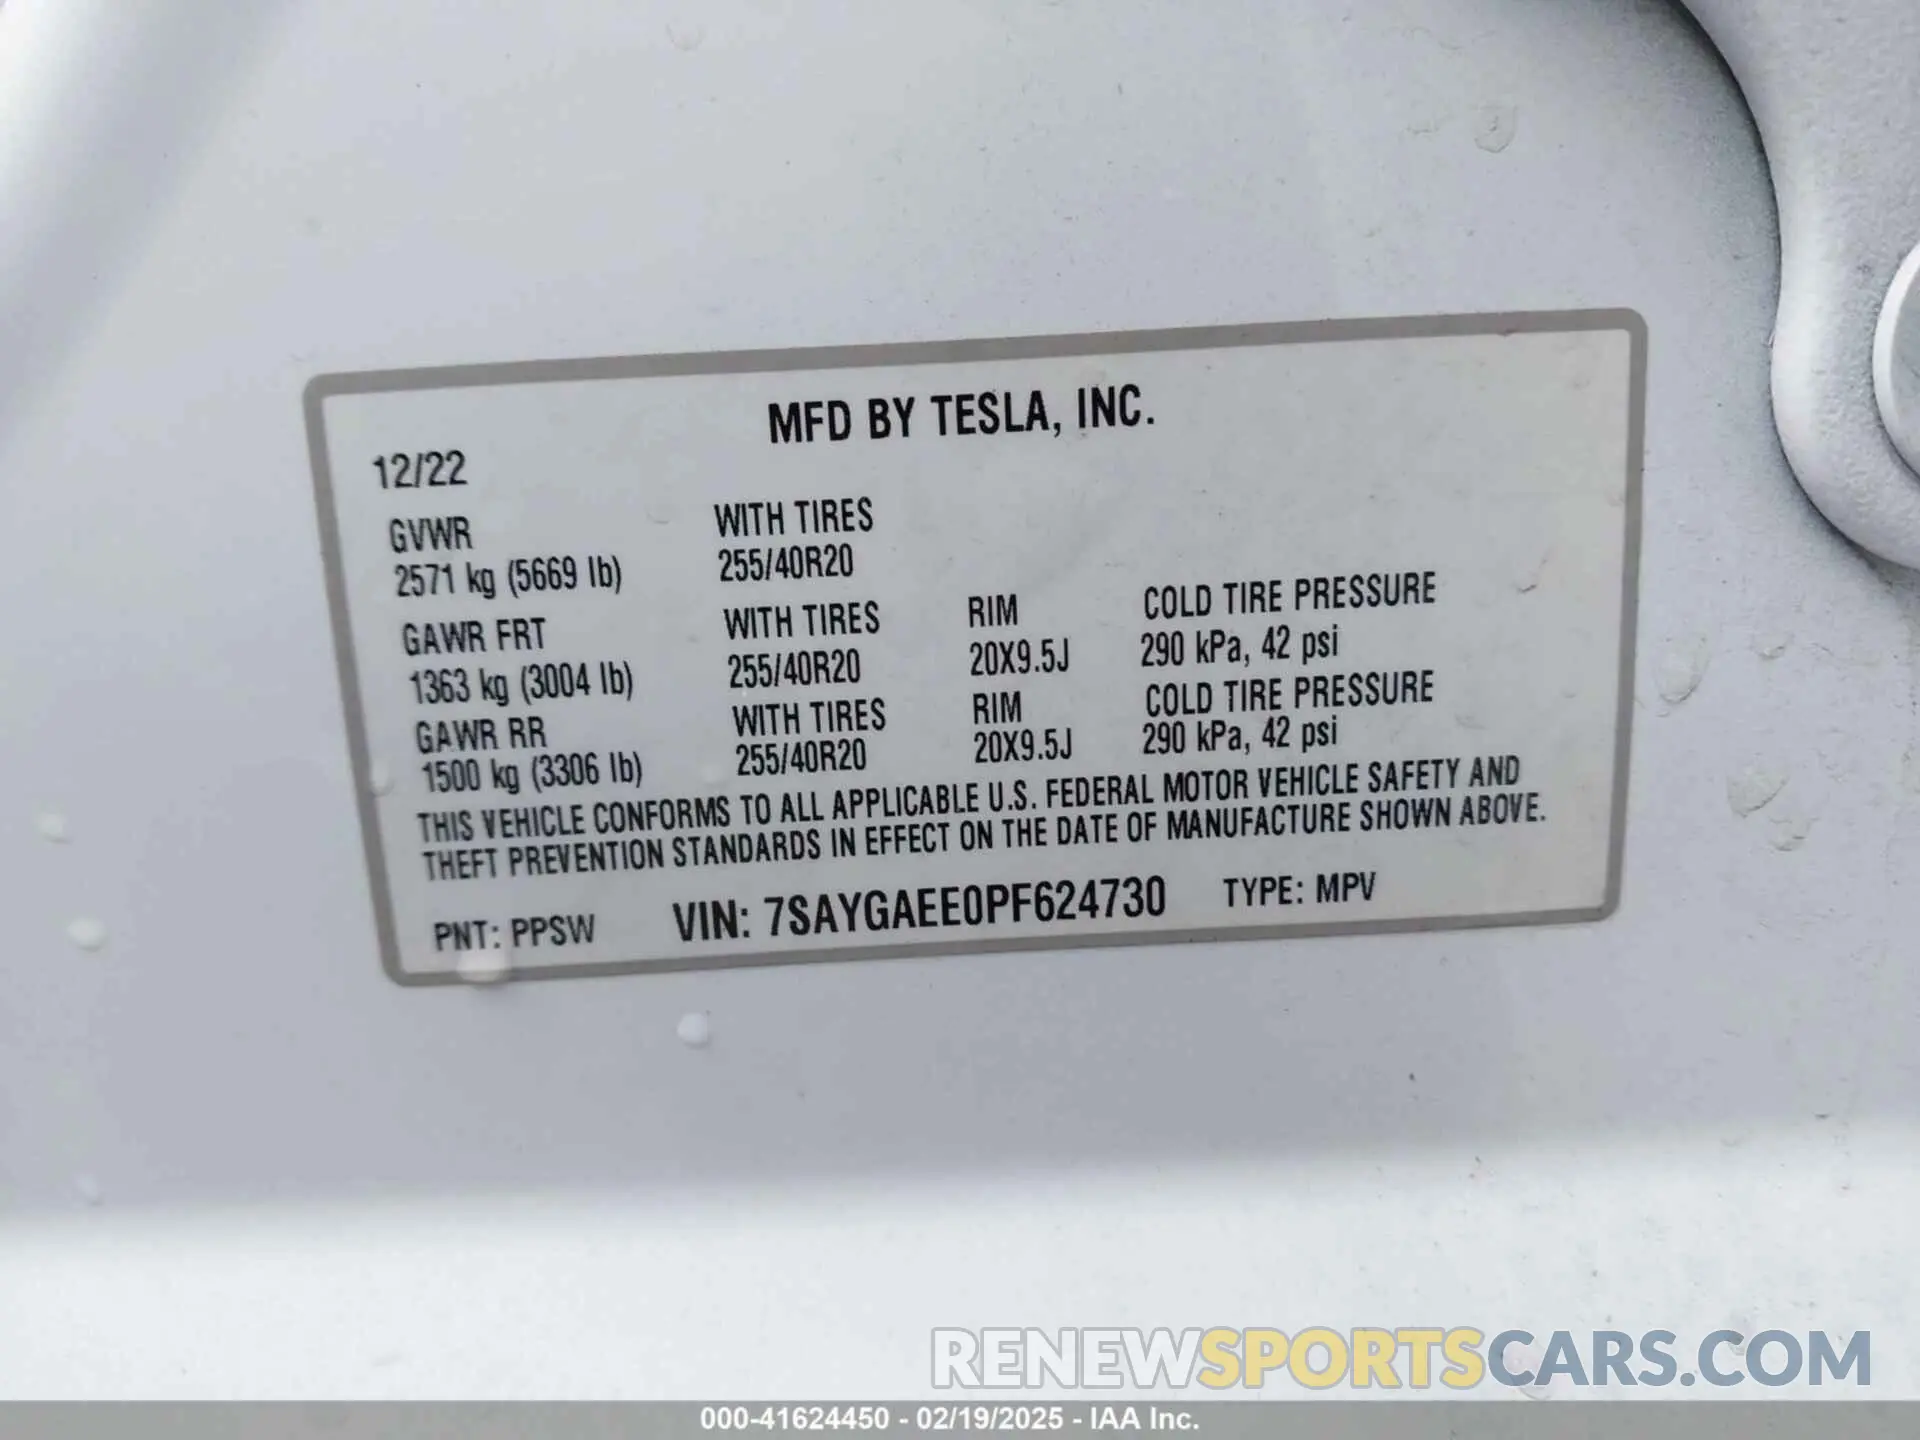 MFD BY TESLA, INC.
12/22
GVWR WITH TIRES
2571 kg (5669 lb) 255/40R20
GAWR FRT WITH TIRES RIM COLD TIRE PRESSURE
1363 kg (3004 lb) 255/40R20 20X9.5J 290 kPa, 42 psi
GAWR RR WITH TIRES RIM COLD TIRE PRESSURE
1500 kg (3306 lb) 255/40R20 20X9.5J 290 kPa, 42 psi
THIS VEHICLE CONFORMS TO ALL APPLICABLE U.S. FEDERAL MOTOR VEHICLE SAFETY AND
THEFT PREVENTION STANDARDS IN EFFECT ON THE DATE OF MANUFACTURE SHOWN ABOVE.
PNT: PPSW VIN: 7SAYGAEE0PF624730 TYPE: MPV
RENEWSPORTSCARS.COM
000-41624450 - 02/19/2025 - IAA Inc.